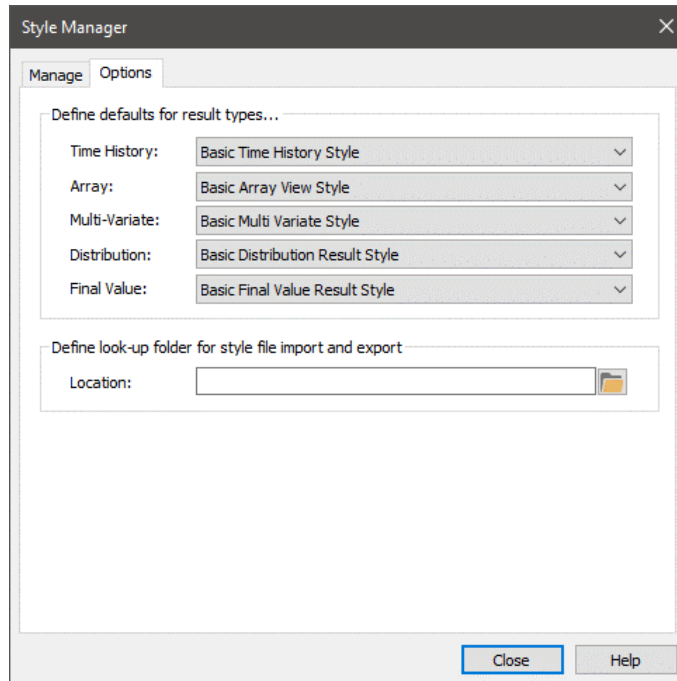 Style Manager
Manage Options
Define defaults for result types...
Time History: Basic Time History Style
Array: Basic Array View Style
Multi-Variate: Basic Multi Variate Style
Distribution: Basic Distribution Result Style
Final Value: Basic Final Value Result Style
Define look-up folder for style file import and export
Location:
Close Help